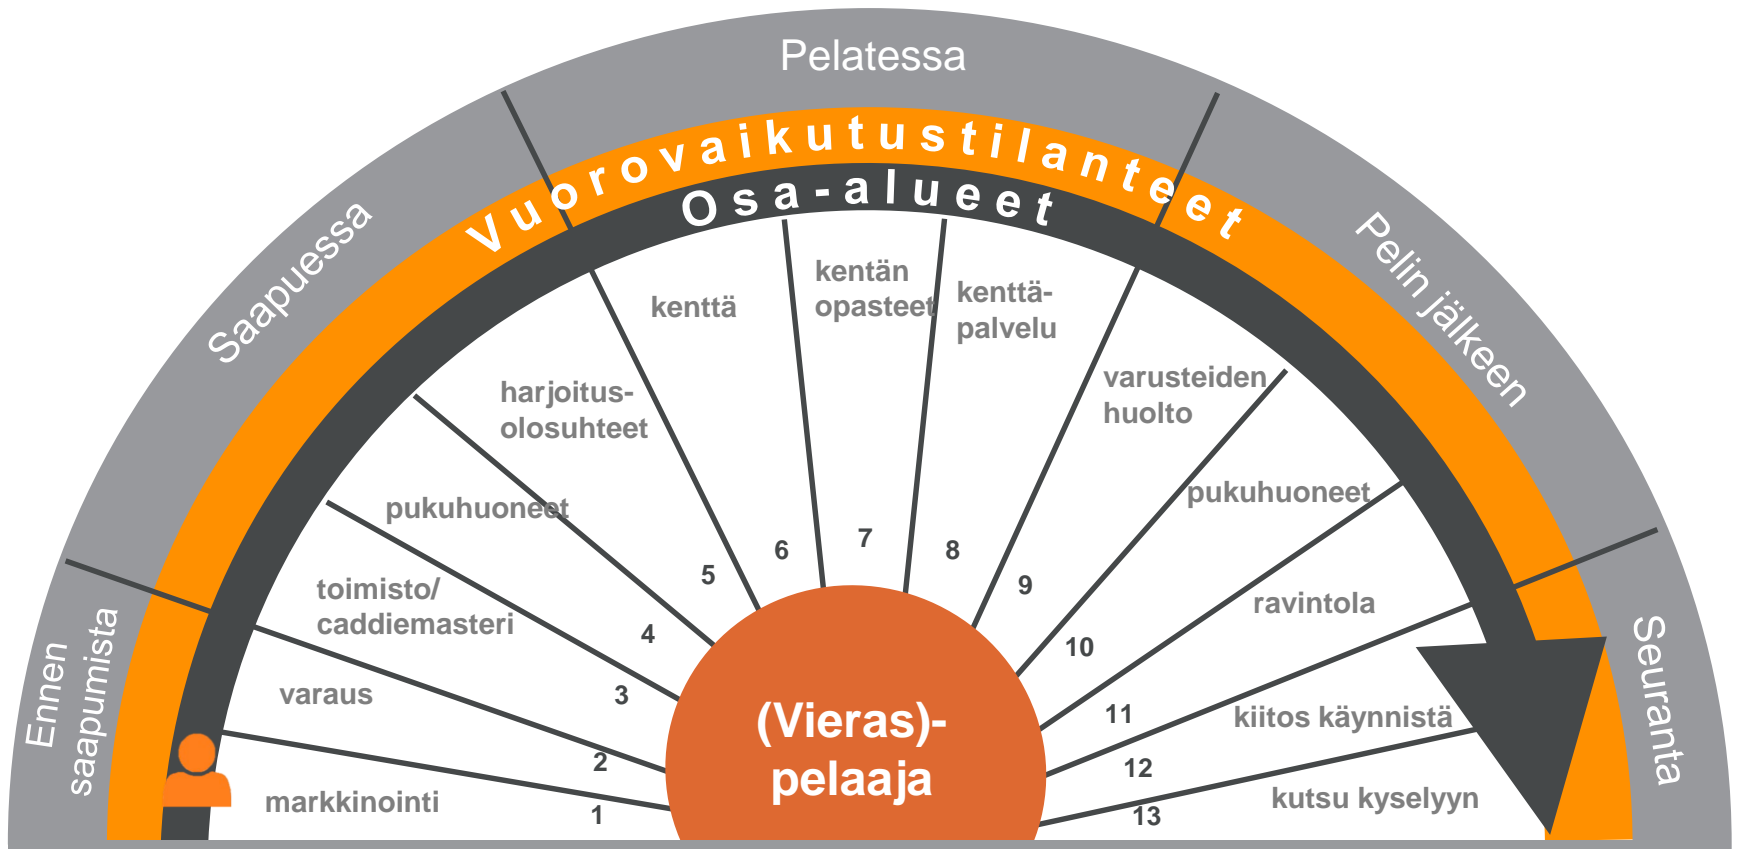 Pelatessa
Vuorovaikutustilanteet
Osa-alueet
Saapuessa
Pelin jälkeen
Ennen
saapumista
Seuranta
kenttä
kentän
opasteet
kenttä-
palvelu
harjoitus-
olosuhteet
varusteiden
huolto
pukuhuoneet
pukuhuoneet
toimisto/
caddiemasteri
ravintola
varaus
kiitos käynnistä
markkinointi
kutsu kyselyyn
1
2
3
4
5
6
7
8
9
10
11
12
13
(Vieras)-
pelaaja